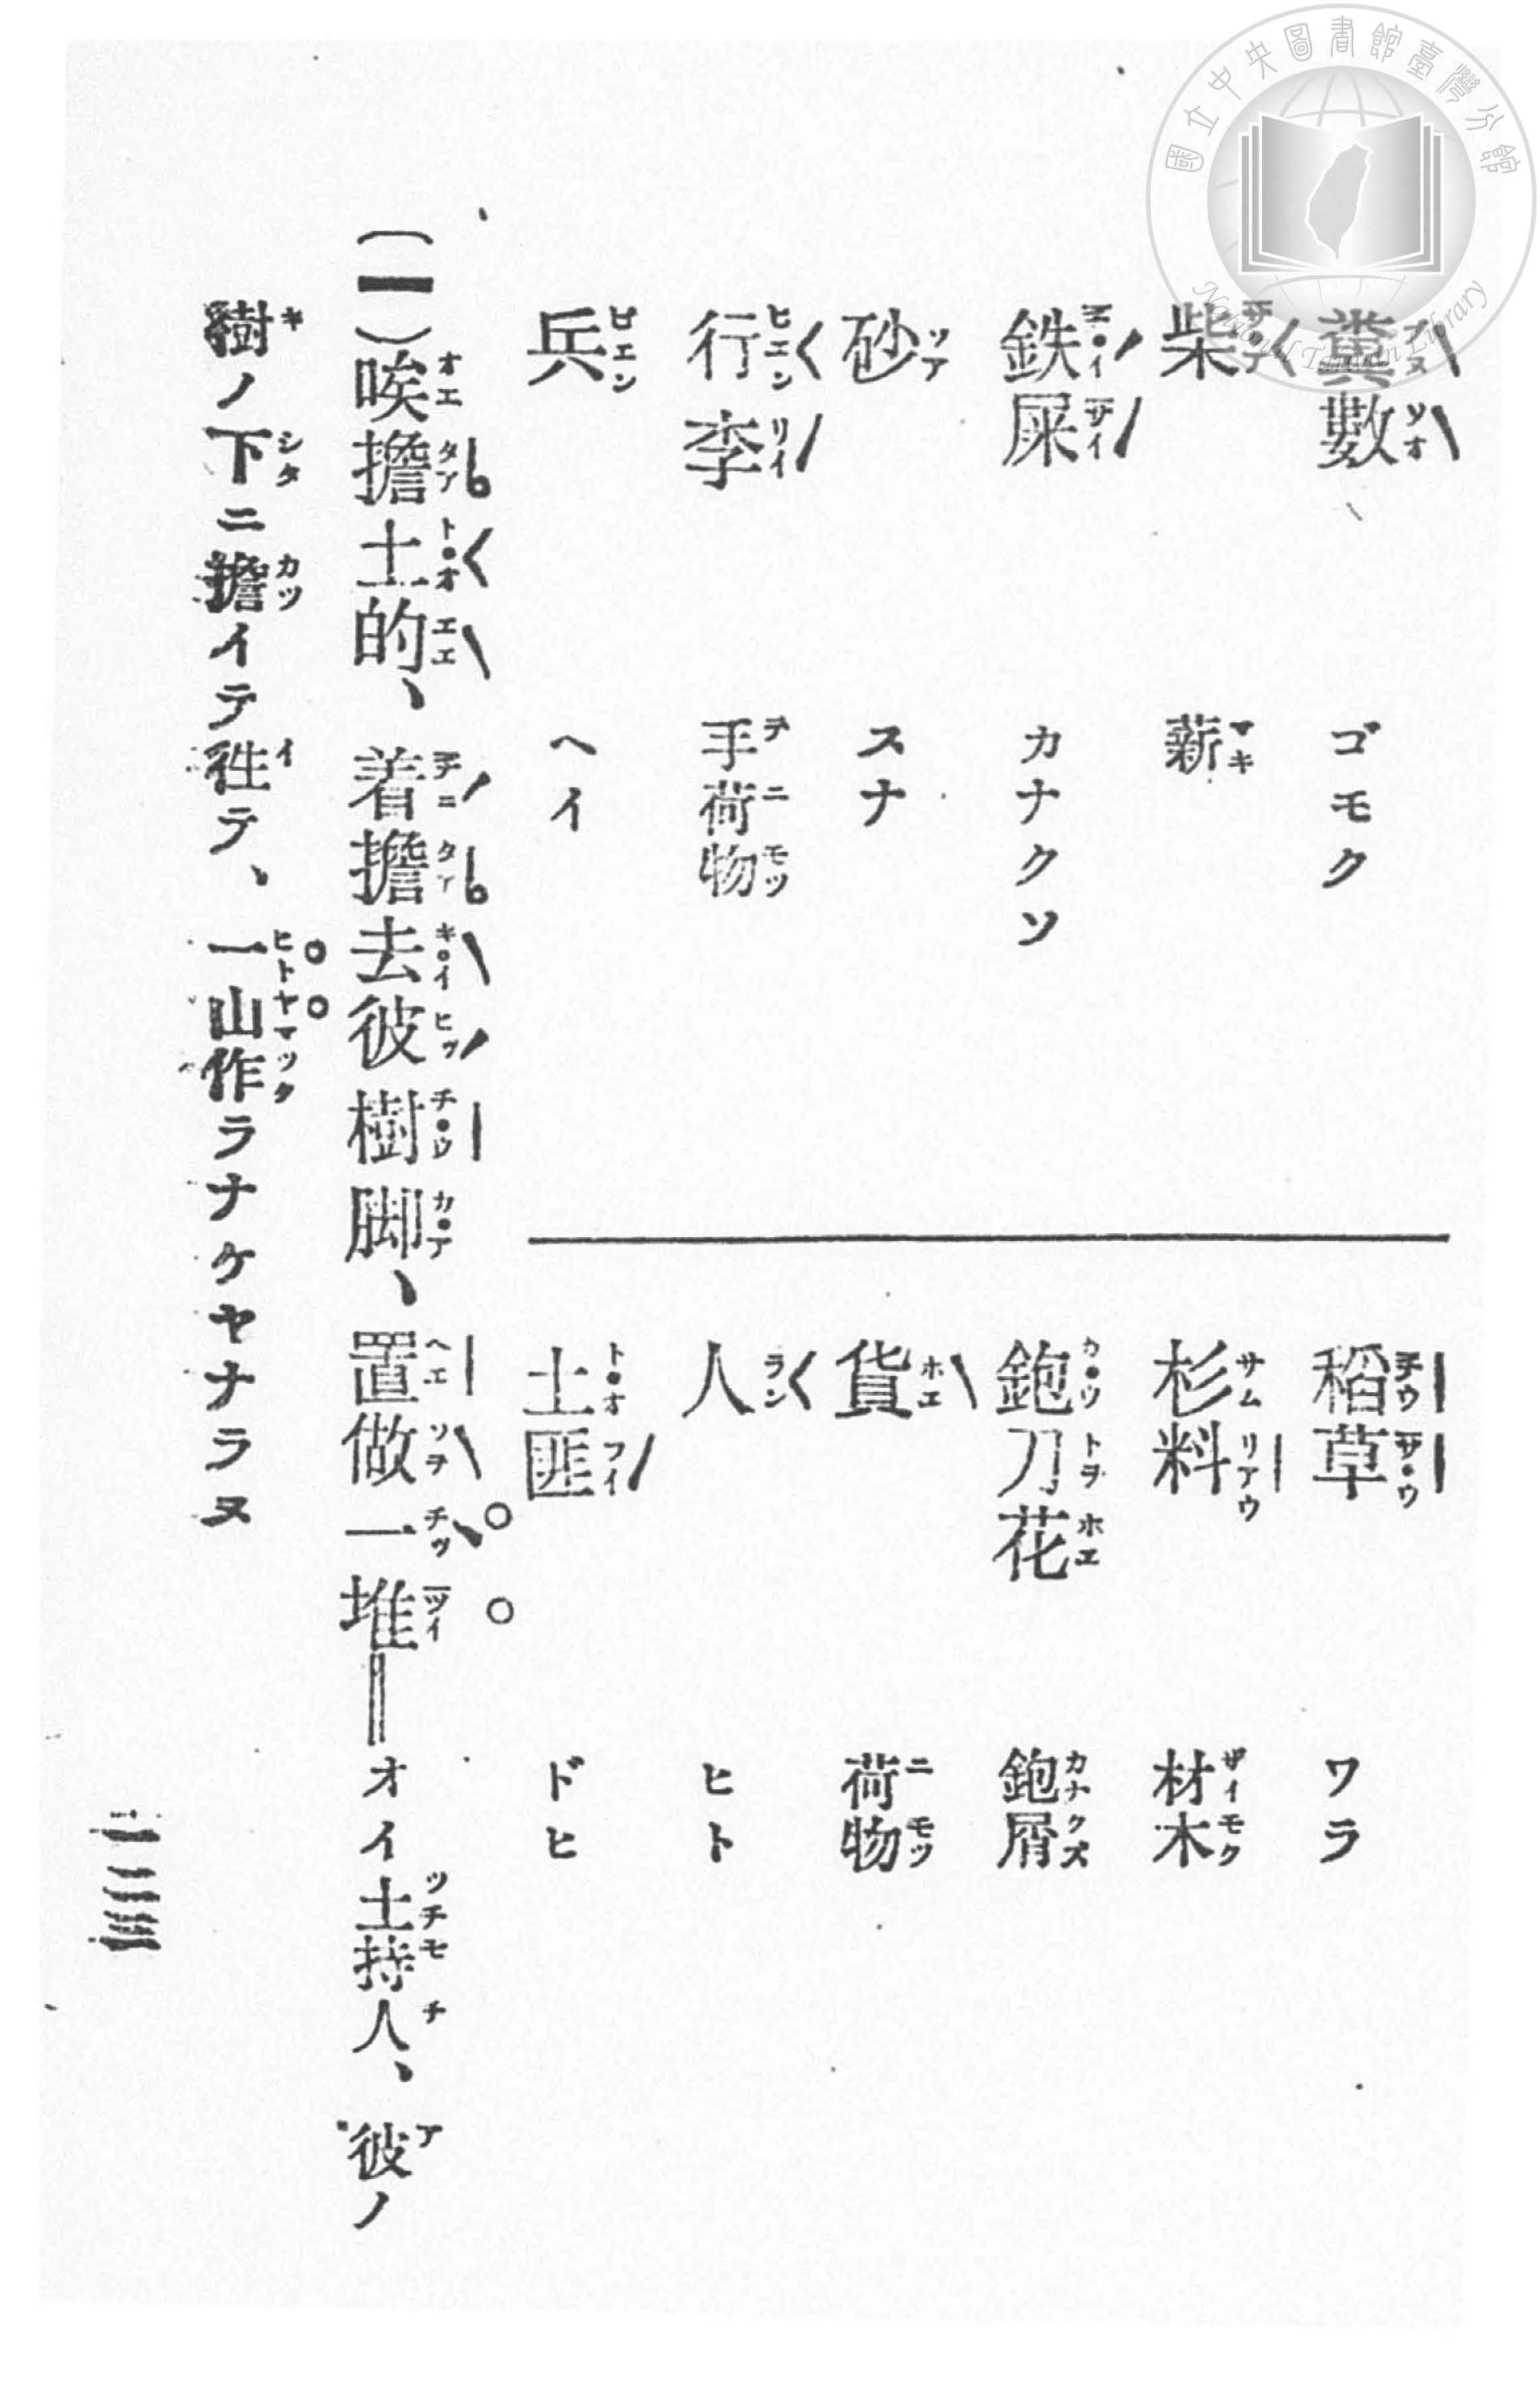 糞數 ゴモク
柴 薪
鉄屎 カナクソ
砂 スナ
行李 手荷物
兵 ヘイ
稻草 ワラ
杉料 材木
鉋刀花 鉋屑
貨 荷物
人 ヒト
土匪 ドヒ
(一)唉擔土的、着擔去彼樹脚、置做一堆=オイ土持人、彼ノ
樹ノ下ニ擔イテ徃テ、一山作ラナケヤナラヌ
一二三
國立中央圖書館臺灣分館
National Taiwan Library